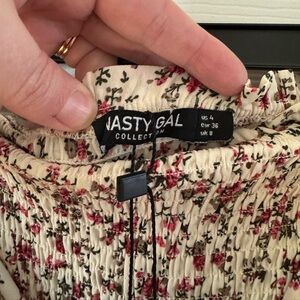 NASTY GAL
COLLECTION
US 4
eur 36
uk 8